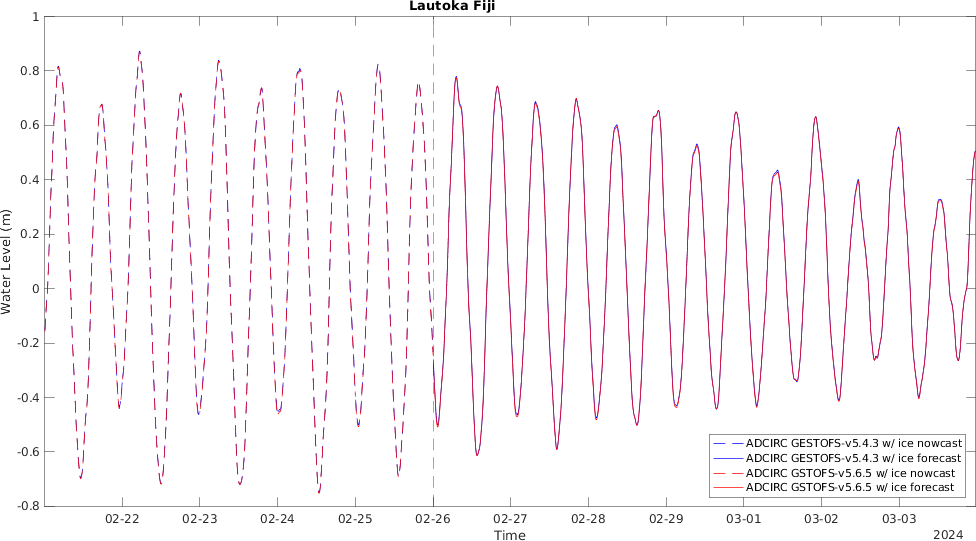 Lautoka Fiji
1
0.8
0.6
0.4
0.2
0
-0.2
-0.4
-0.6
-0.8
Water Level (m)
ADCIRC GESTOFS-v5.4.3 w/ ice nowcast
ADCIRC GESTOFS-v5.4.3 w/ ice forecast
ADCIRC GSTOFS-v5.6.5 w/ ice nowcast
ADCIRC GSTOFS-v5.6.5 w/ ice forecast
02-22 02-23 02-24 02-25 02-26 02-27 02-28 02-29 03-01 03-02 03-03
Time
2024